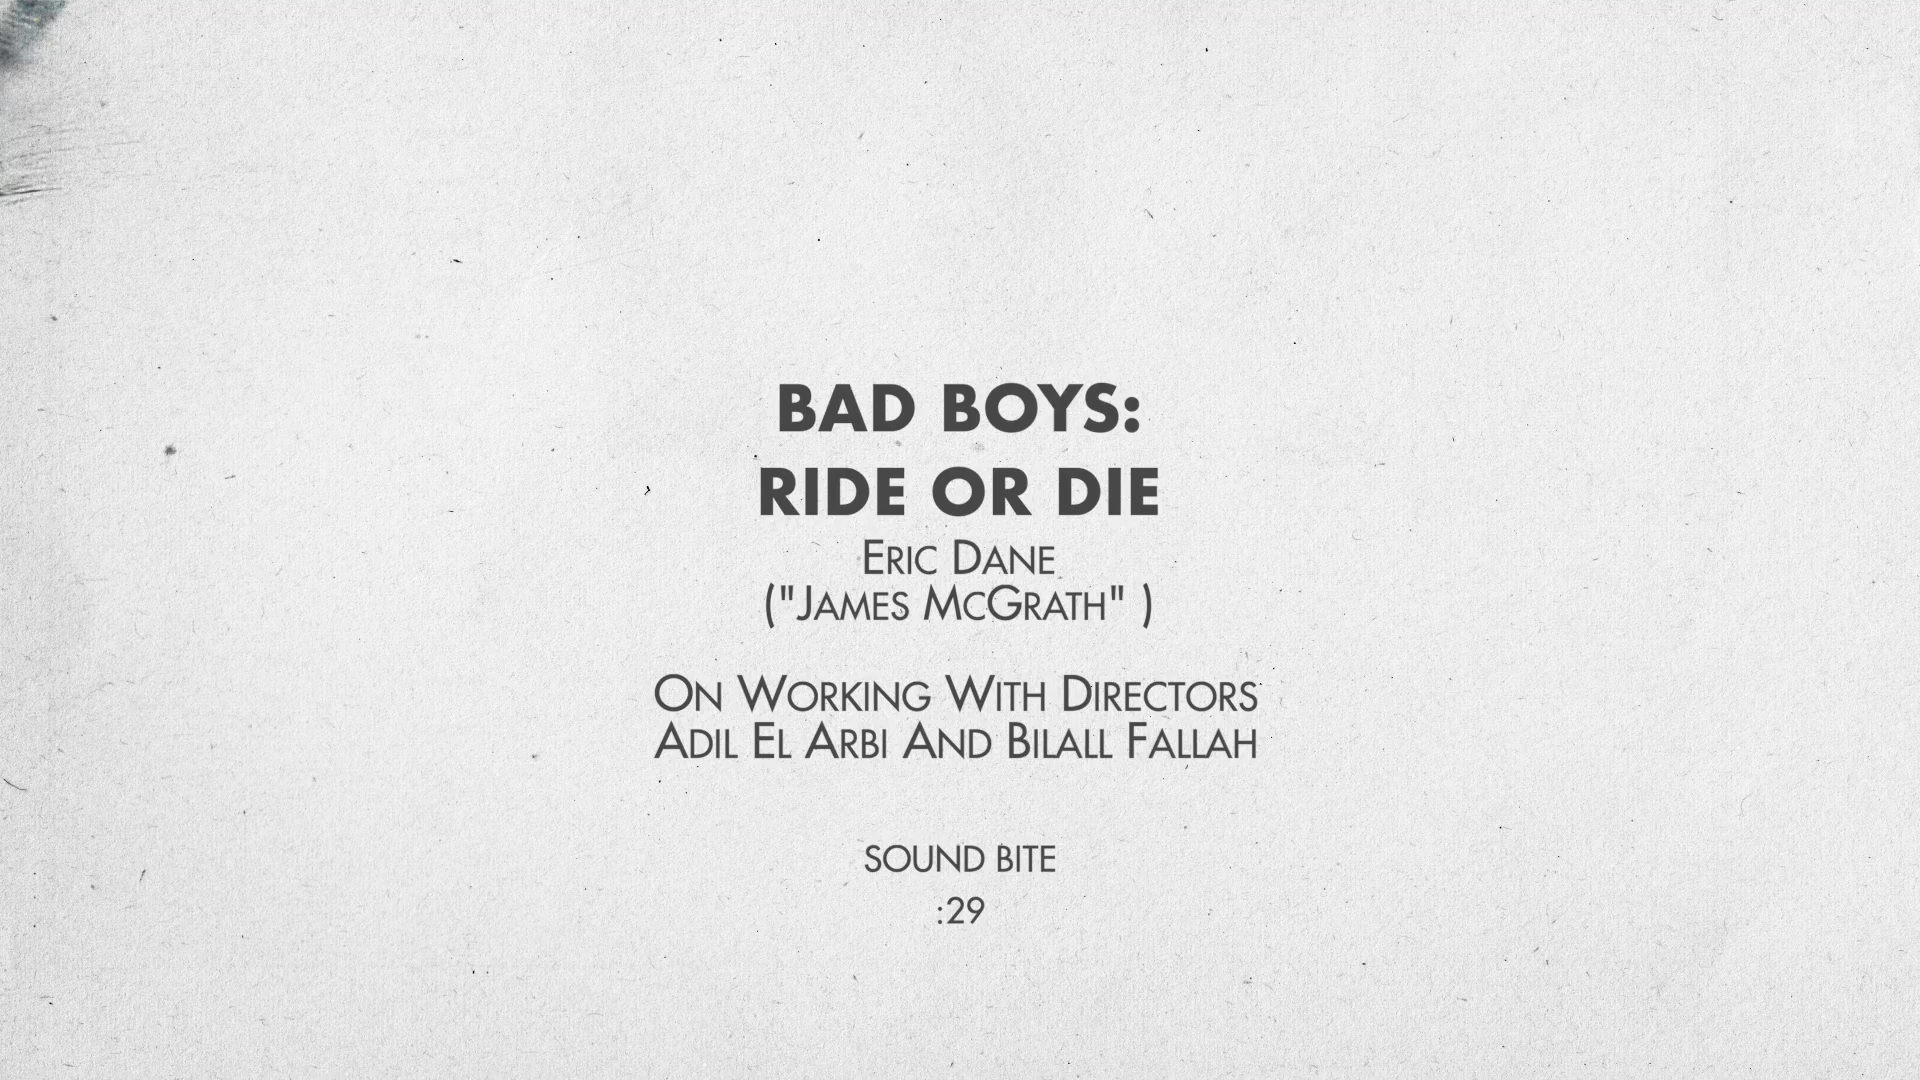 BAD BOYS:
RIDE OR DIE
ERIC DANE
("JAMES MCGRATH" )
ON WORKING WITH DIRECTORS
ADIL EL ARBI AND BILALL FALLAH
SOUND BITE
:29